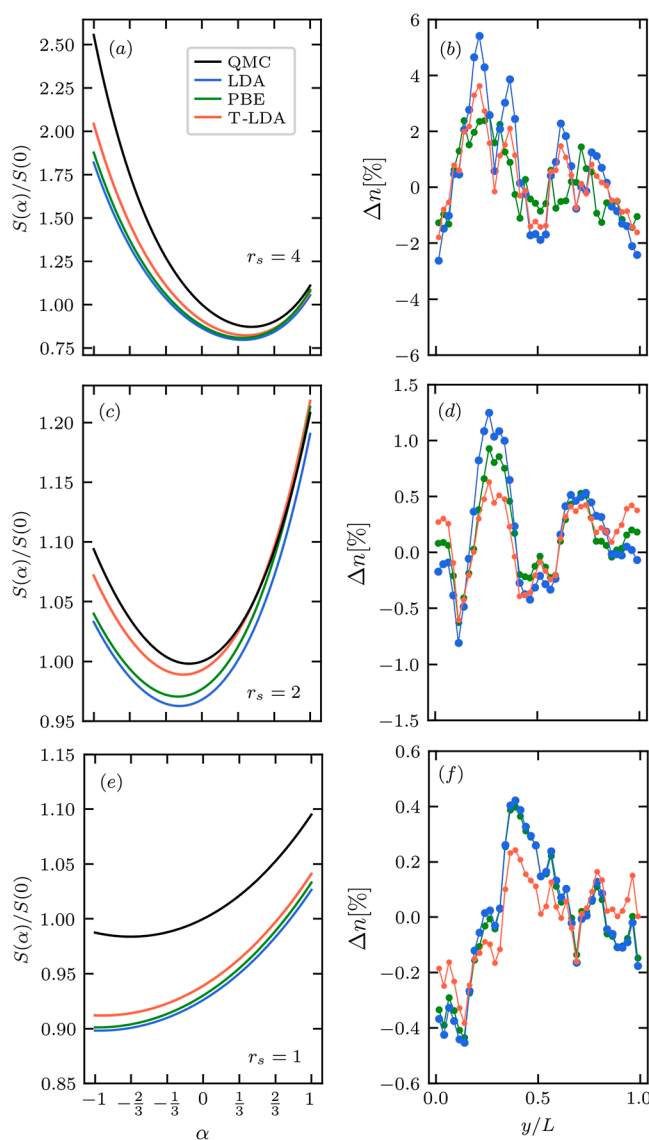 (a)
QMC
LDA
PBE
T-LDA
2.50
2.25
2.00
1.75
1.50
1.25
1.00
0.75
S(α)/S(0)
r_s = 4
(b)
6
4
2
0
−2
−4
−6
Δn[%]
(c)
1.20
1.15
1.10
1.05
1.00
0.95
S(α)/S(0)
r_s = 2
(d)
1.5
1.0
0.5
0.0
−0.5
−1.0
−1.5
Δn[%]
(e)
1.15
1.10
1.05
1.00
0.95
0.90
0.85
S(α)/S(0)
r_s = 1
−1 −2/3 −1/3 0 1/3 2/3 1
α
(f)
0.6
0.4
0.2
0.0
−0.2
−0.4
−0.6
Δn[%]
0.0 0.5 1.0
y/L